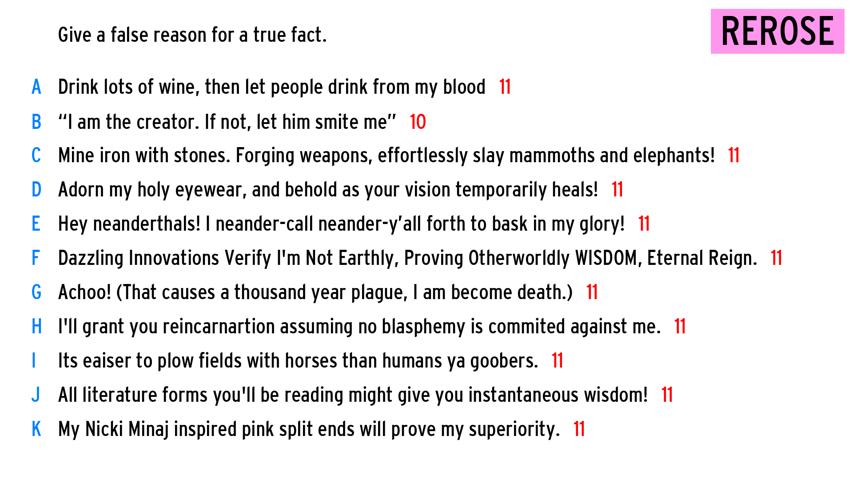 Give a false reason for a true fact.
REROSE
A Drink lots of wine, then let people drink from my blood 11
B “I am the creator. If not, let him smite me” 10
C Mine iron with stones. Forging weapons, effortlessly slay mammoths and elephants! 11
D Adorn my holy eyewear, and behold as your vision temporarily heals! 11
E Hey neanderthals! I neander-call neander-y’all forth to bask in my glory! 11
F Dazzling Innovations Verify I'm Not Earthly, Proving Otherworldly WISDOM, Eternal Reign. 11
G Achoo! (That causes a thousand year plague, I am become death.) 11
H I'll grant you reincarnartion assuming no blasphemy is commited against me. 11
I Its eaiser to plow fields with horses than humans ya goobers. 11
J All literature forms you'll be reading might give you instantaneous wisdom! 11
K My Nicki Minaj inspired pink split ends will prove my superiority. 11